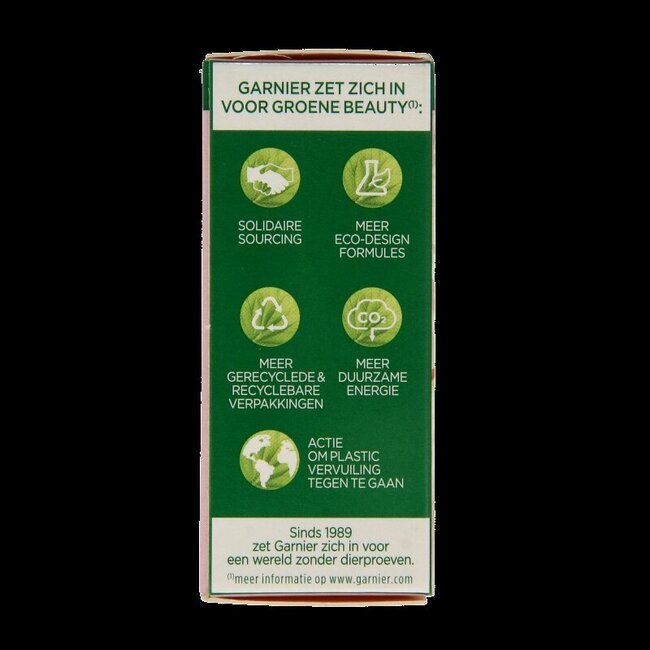 GARNIER ZET ZICH IN
VOOR GROENE BEAUTY⁽¹⁾:
SOLIDAIRE
SOURCING
MEER
ECO-DESIGN
FORMULES
MEER
GERECYCLEDE &
RECYCLEBARE
VERPAKKINGEN
CO₂
MEER
DUURZAME
ENERGIE
ACTIE
OM PLASTIC
VERVUILING
TEGEN TE GAAN
Sinds 1989
zet Garnier zich in voor
een wereld zonder dierproeven.
⁽¹⁾meer informatie op www.garnier.com